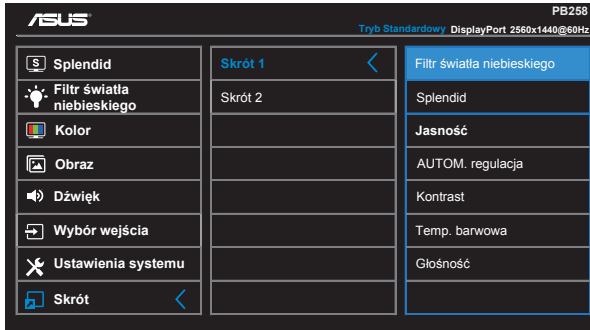 ASUS
PB258
Tryb Standardowy DisplayPort 2560x1440@60Hz
S Splendid
Filtr światła
niebieskiego
Kolor
Obraz
Dźwięk
Wybór wejścia
Ustawienia systemu
Skrót
Skrót 1
Skrót 2
Filtr światła niebieskiego
Splendid
Jasność
AUTOM. regulacja
Kontrast
Temp. barwowa
Głośność